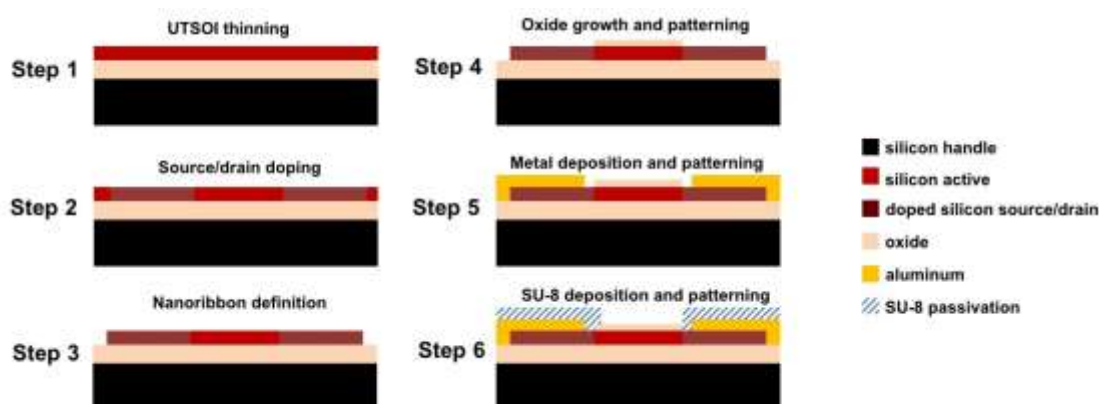 UTSOI thinning
Step 1
Source/drain doping
Step 2
Nanoribbon definition
Step 3
Oxide growth and patterning
Step 4
Metal deposition and patterning
Step 5
SU-8 deposition and patterning
Step 6
silicon handle
silicon active
doped silicon source/drain
oxide
aluminum
SU-8 passivation